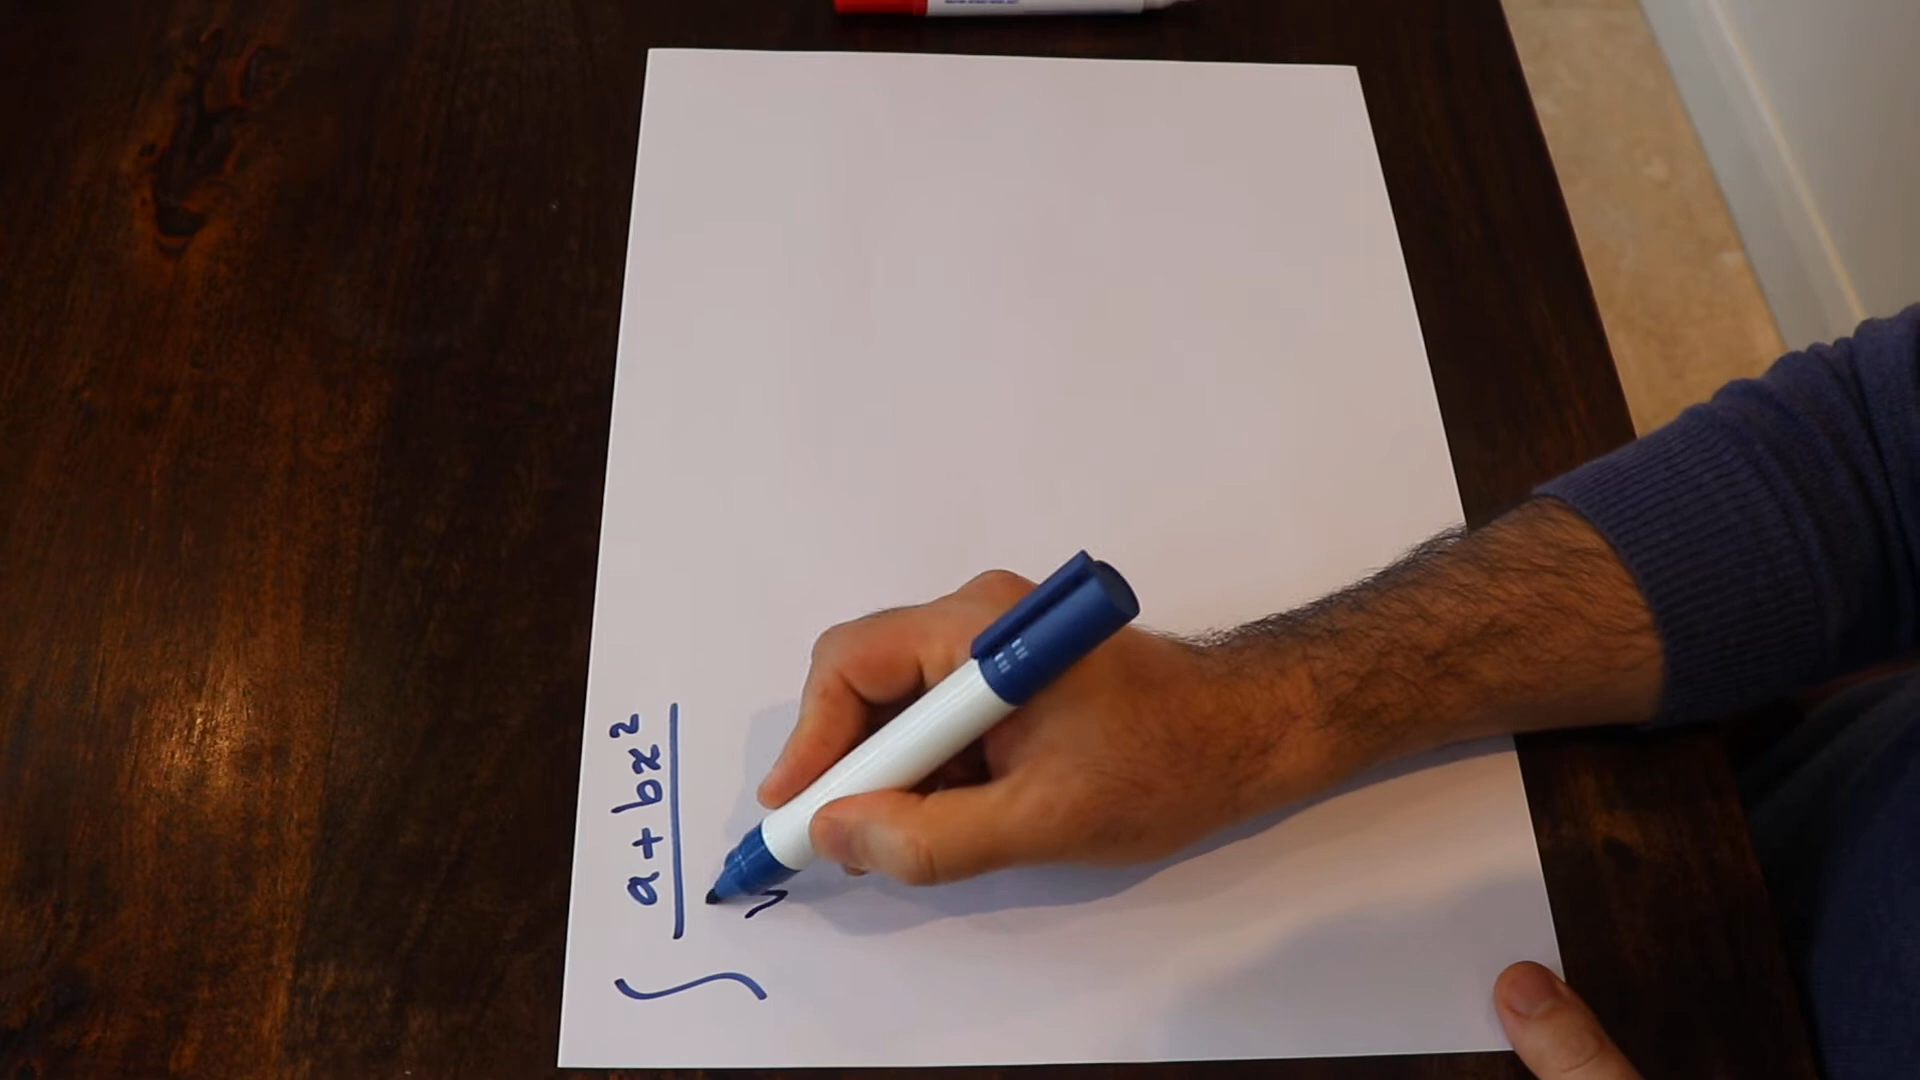 ∫ a + bx²
√